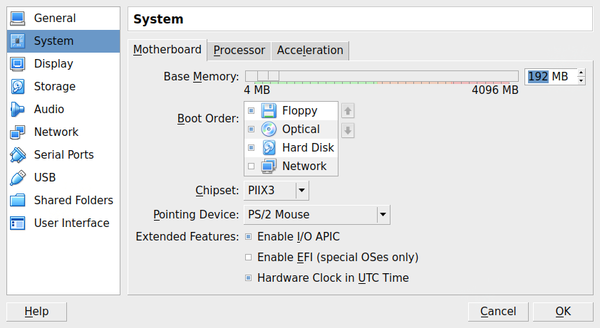 General
System
Display
Storage
Audio
Network
Serial Ports
USB
Shared Folders
User Interface
System
Motherboard Processor Acceleration
Base Memory: 192 MB
4 MB 4096 MB
Boot Order: Floppy
Optical
Hard Disk
Network
Chipset: PIIX3
Pointing Device: PS/2 Mouse
Extended Features: Enable I/O APIC
Enable EFI (special OSes only)
Hardware Clock in UTC Time
Help Cancel OK